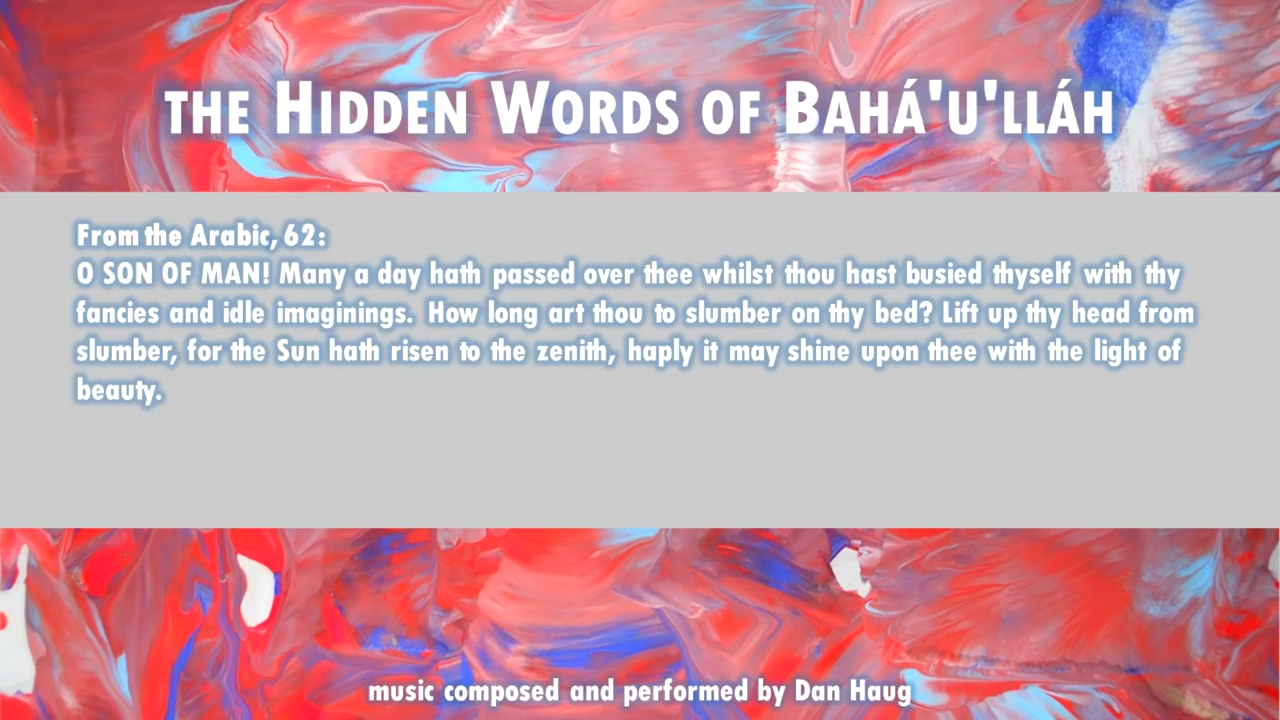 THE HIDDEN WORDS OF BAHÁ'U'LLÁH
From the Arabic, 62:
O SON OF MAN! Many a day hath passed over thee whilst thou hast busied thyself with thy
fancies and idle imaginings. How long art thou to slumber on thy bed? Lift up thy head from
slumber, for the Sun hath risen to the zenith, haply it may shine upon thee with the light of
beauty.
music composed and performed by Dan Haug